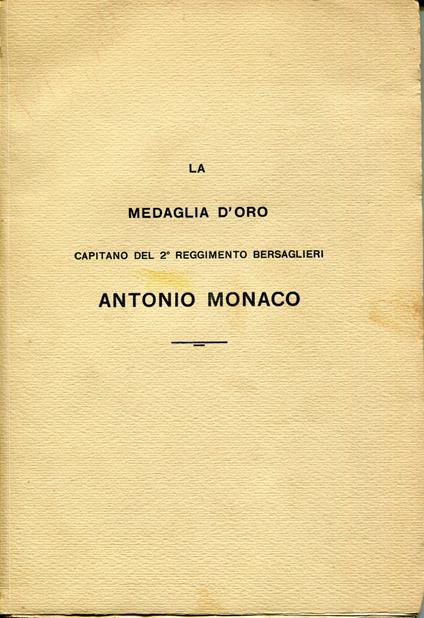 LA
MEDAGLIA D'ORO
CAPITANO DEL 2° REGGIMENTO BERSAGLIERI
ANTONIO MONACO